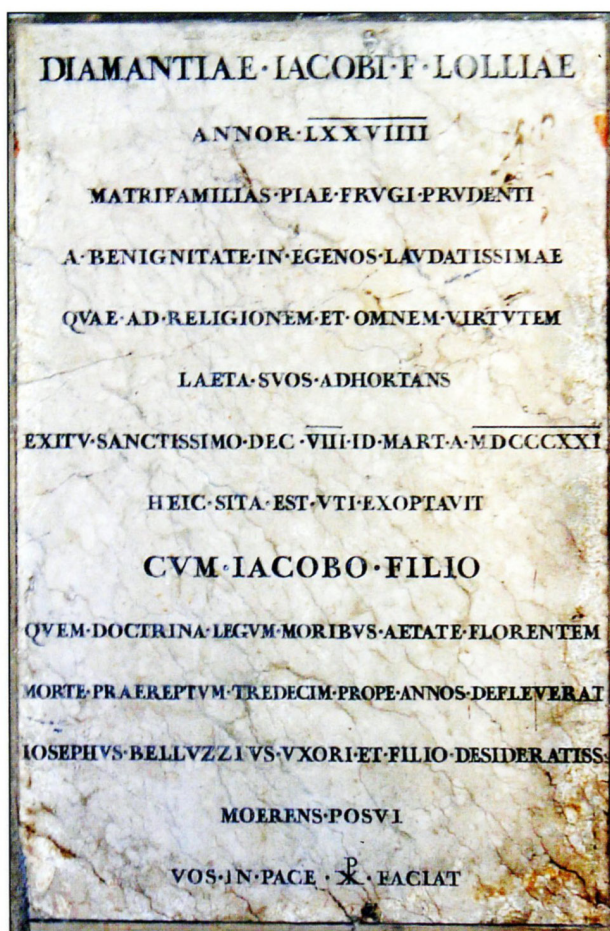 DIAMANTIAE·IACOBI·F·LOLLIAE
ANNOR·LXXVIIII
MATRIFAMILIAS·PIAE·FRVGI·PRVDENTI
A·BENIGNITATE·IN·EGENOS·LAVDATISSIMAE
QVAE·AD·RELIGIONEM·ET·OMNEM·VIRTVTEM
LAETA·SVOS·ADHORTANS
EXITV·SANCTISSIMO·DEC·VIII·ID·MART·A·MDCCCXXI
HEIC·SITA·EST·VTI·EXOPTAVIT
CVM·IACOBO·FILIO
QVEM·DOCTRINA·LEGVM·MORIBVS·AETATE·FLORENTEM
MORTE·PRAEREPTVM·TREDECIM·PROPE·ANNOS·DEFLEVERAT
IOSEPHVS·BELLVZZIVS·VXORI·ET·FILIO·DESIDERATISS
MOERENS·POSVI
VOS·IN·PACE·☧·FACIAT